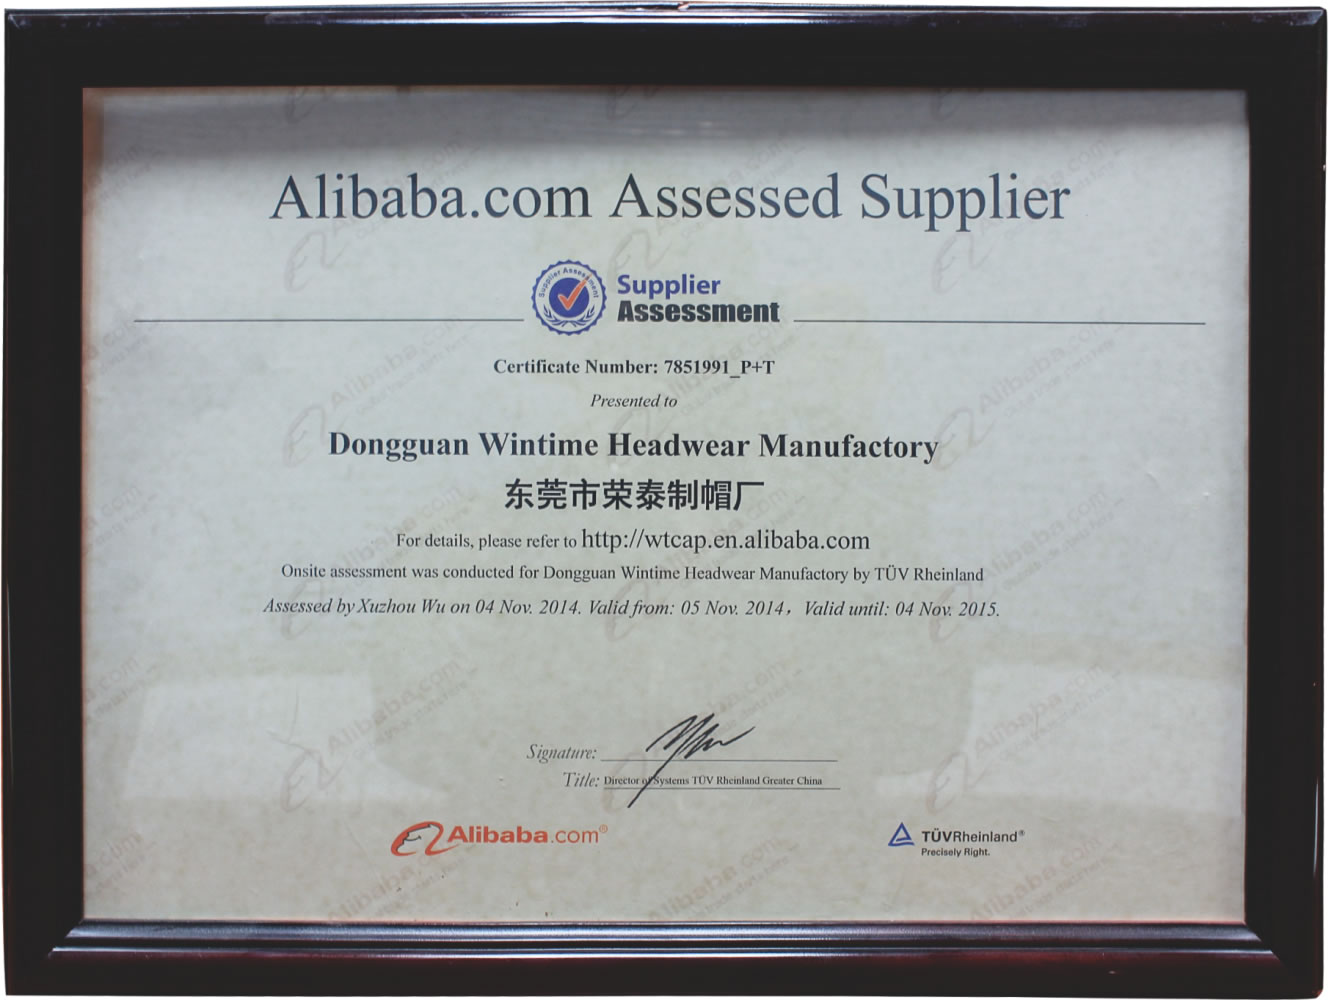 Alibaba.com Assessed Supplier
Supplier Assessment
Supplier
Assessment
Certificate Number: 7851991_P+T
Presented to
Dongguan Wintime Headwear Manufactory
东莞市荣泰制帽厂
For details, please refer to http://wtcap.en.alibaba.com
Onsite assessment was conducted for Dongguan Wintime Headwear Manufactory by TÜV Rheinland
Assessed by Xuzhou Wu on 04 Nov. 2014. Valid from: 05 Nov. 2014，Valid until: 04 Nov. 2015.
Signature:
Title: Director of Systems TÜV Rheinland Greater China
Alibaba.com®
TÜVRheinland®
Precisely Right.